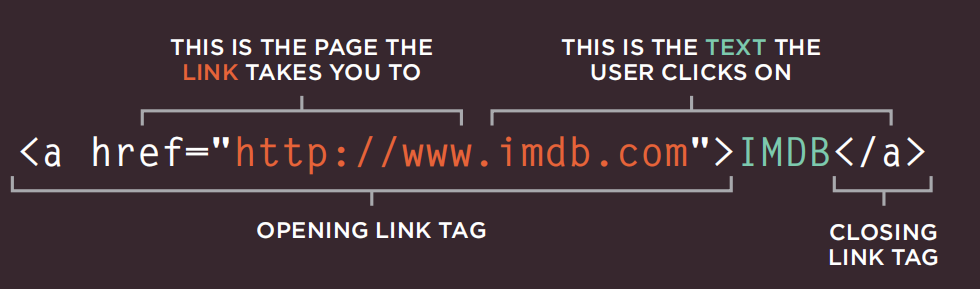 THIS IS THE PAGE THE
LINK TAKES YOU TO
THIS IS THE TEXT THE
USER CLICKS ON
<a href="http://www.imdb.com">IMDB</a>
OPENING LINK TAG
CLOSING
LINK TAG